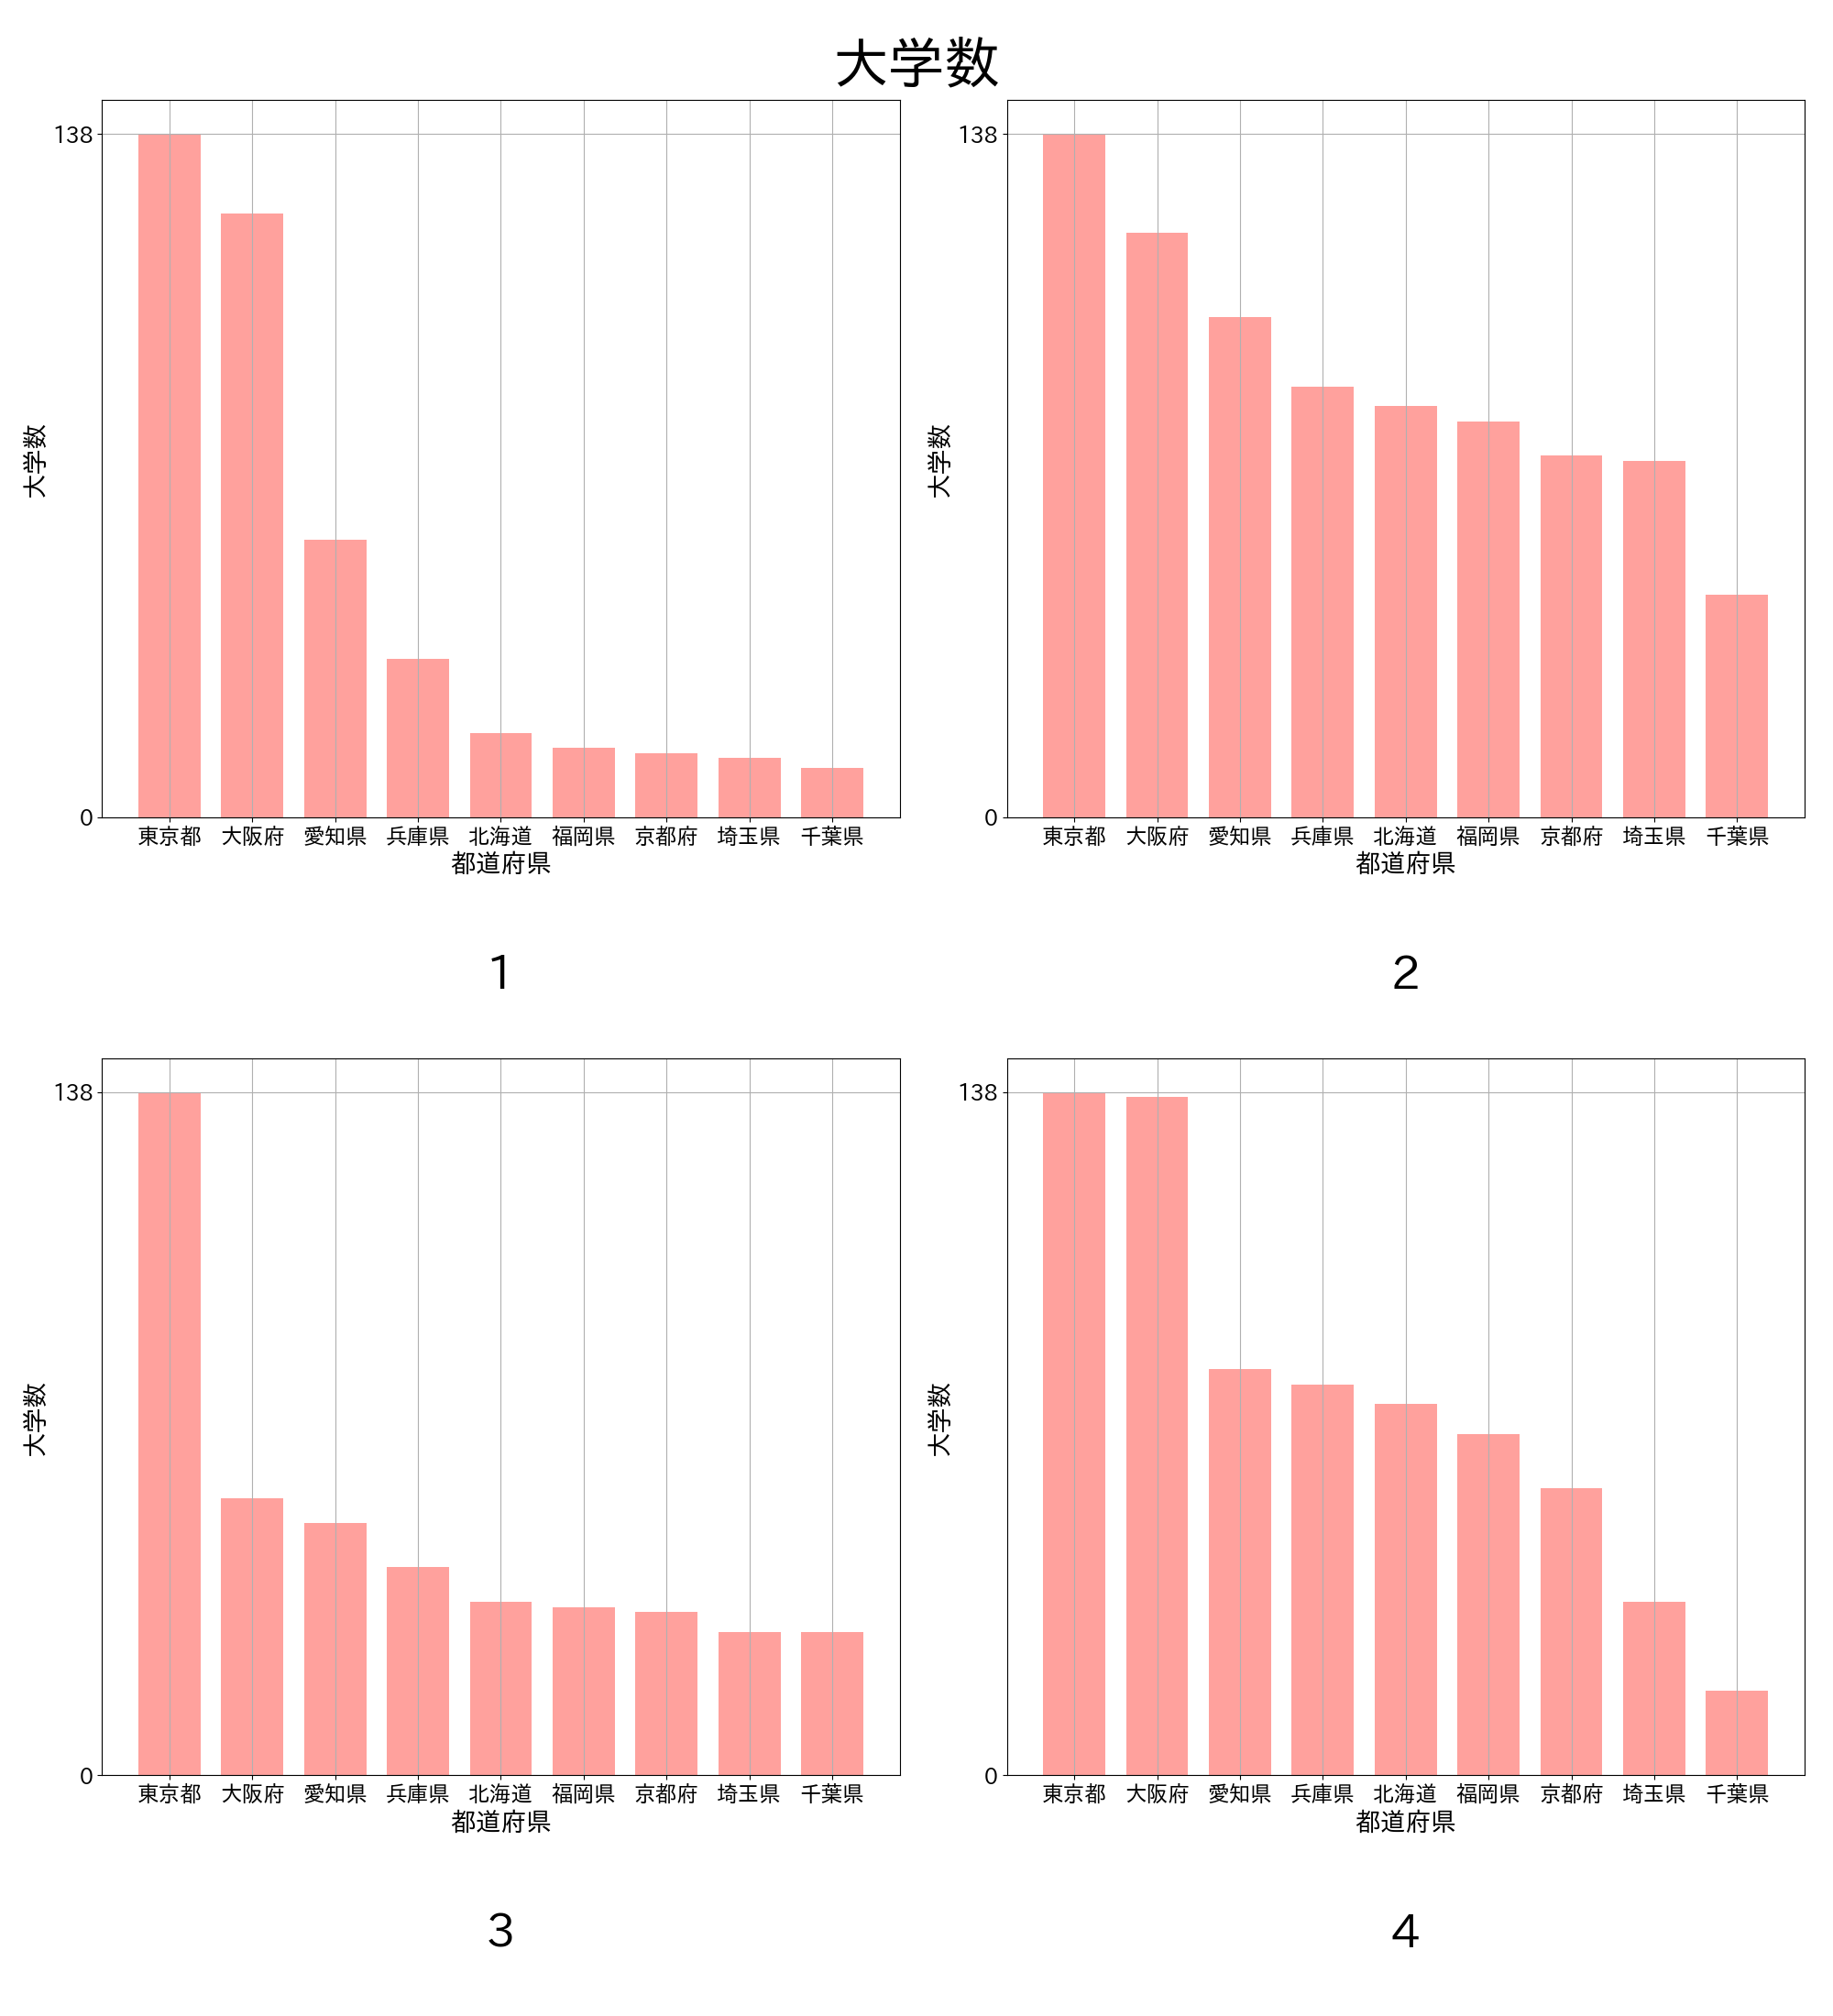 大学数
138
0
大学数
東京都 大阪府 愛知県 兵庫県 北海道 福岡県 京都府 埼玉県 千葉県
都道府県
1
138
0
大学数
東京都 大阪府 愛知県 兵庫県 北海道 福岡県 京都府 埼玉県 千葉県
都道府県
2
138
0
大学数
東京都 大阪府 愛知県 兵庫県 北海道 福岡県 京都府 埼玉県 千葉県
都道府県
3
138
0
大学数
東京都 大阪府 愛知県 兵庫県 北海道 福岡県 京都府 埼玉県 千葉県
都道府県
4